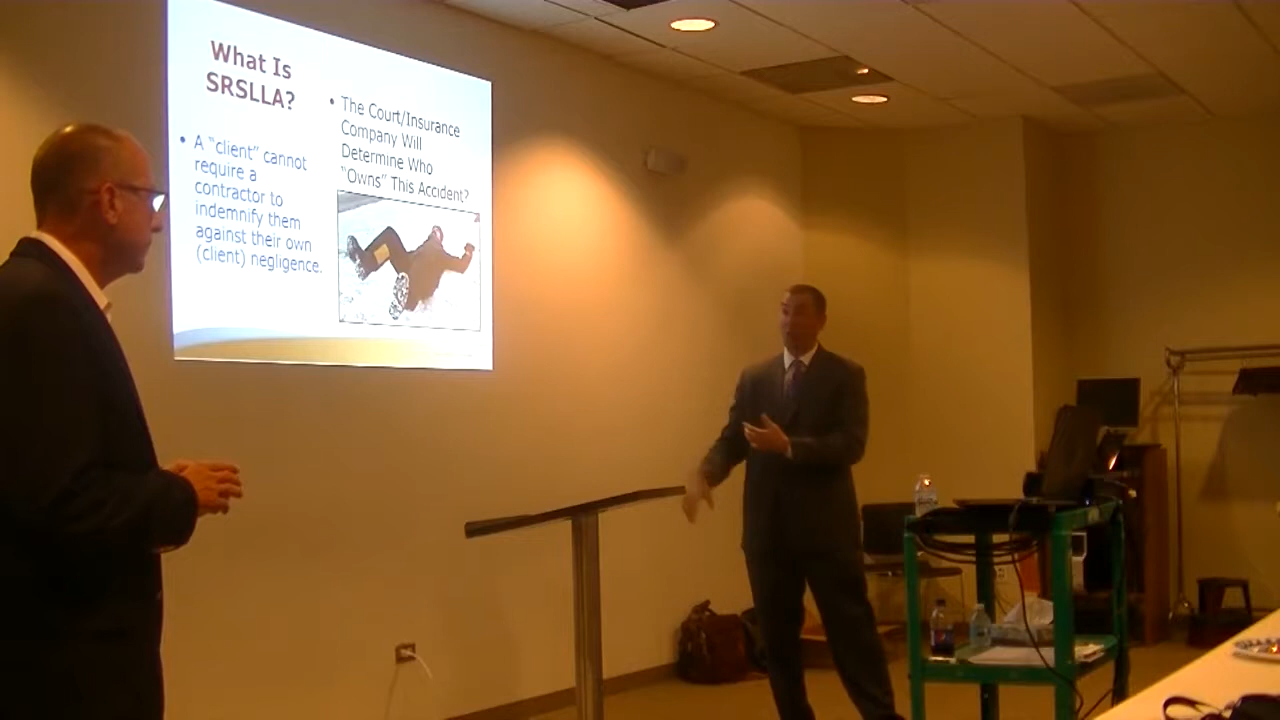 What Is
SRSLLA?
• A “client” cannot
require a
contractor to
indemnify them
against their own
(client) negligence.
• The Court/Insurance
Company Will
Determine Who
“Owns” This Accident?